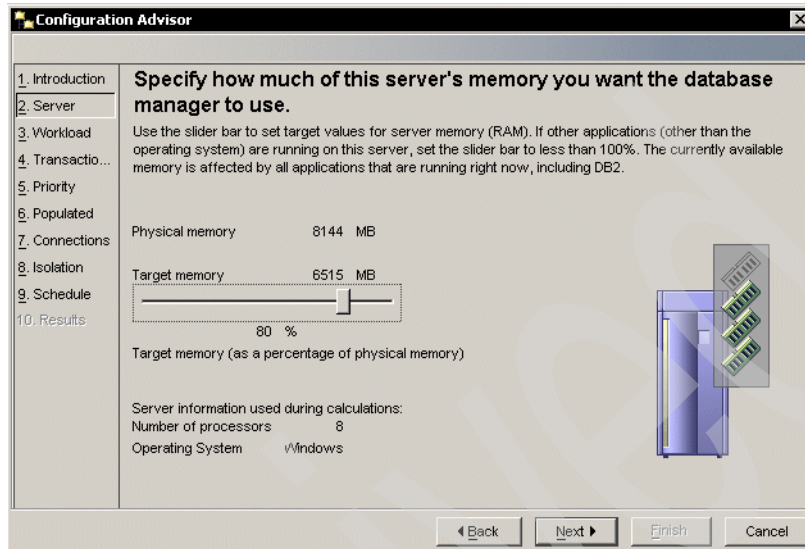 Configuration Advisor
1. Introduction
2. Server
3. Workload
4. Transactio...
5. Priority
6. Populated
7. Connections
8. Isolation
9. Schedule
10. Results
Specify how much of this server's memory you want the database
manager to use.
Use the slider bar to set target values for server memory (RAM). If other applications (other than the
operating system) are running on this server, set the slider bar to less than 100%. The currently available
memory is affected by all applications that are running right now, including DB2.
Physical memory 8144 MB
Target memory 6515 MB
80 %
Target memory (as a percentage of physical memory)
Server information used during calculations:
Number of processors 8
Operating System Windows
Back Next Finish Cancel